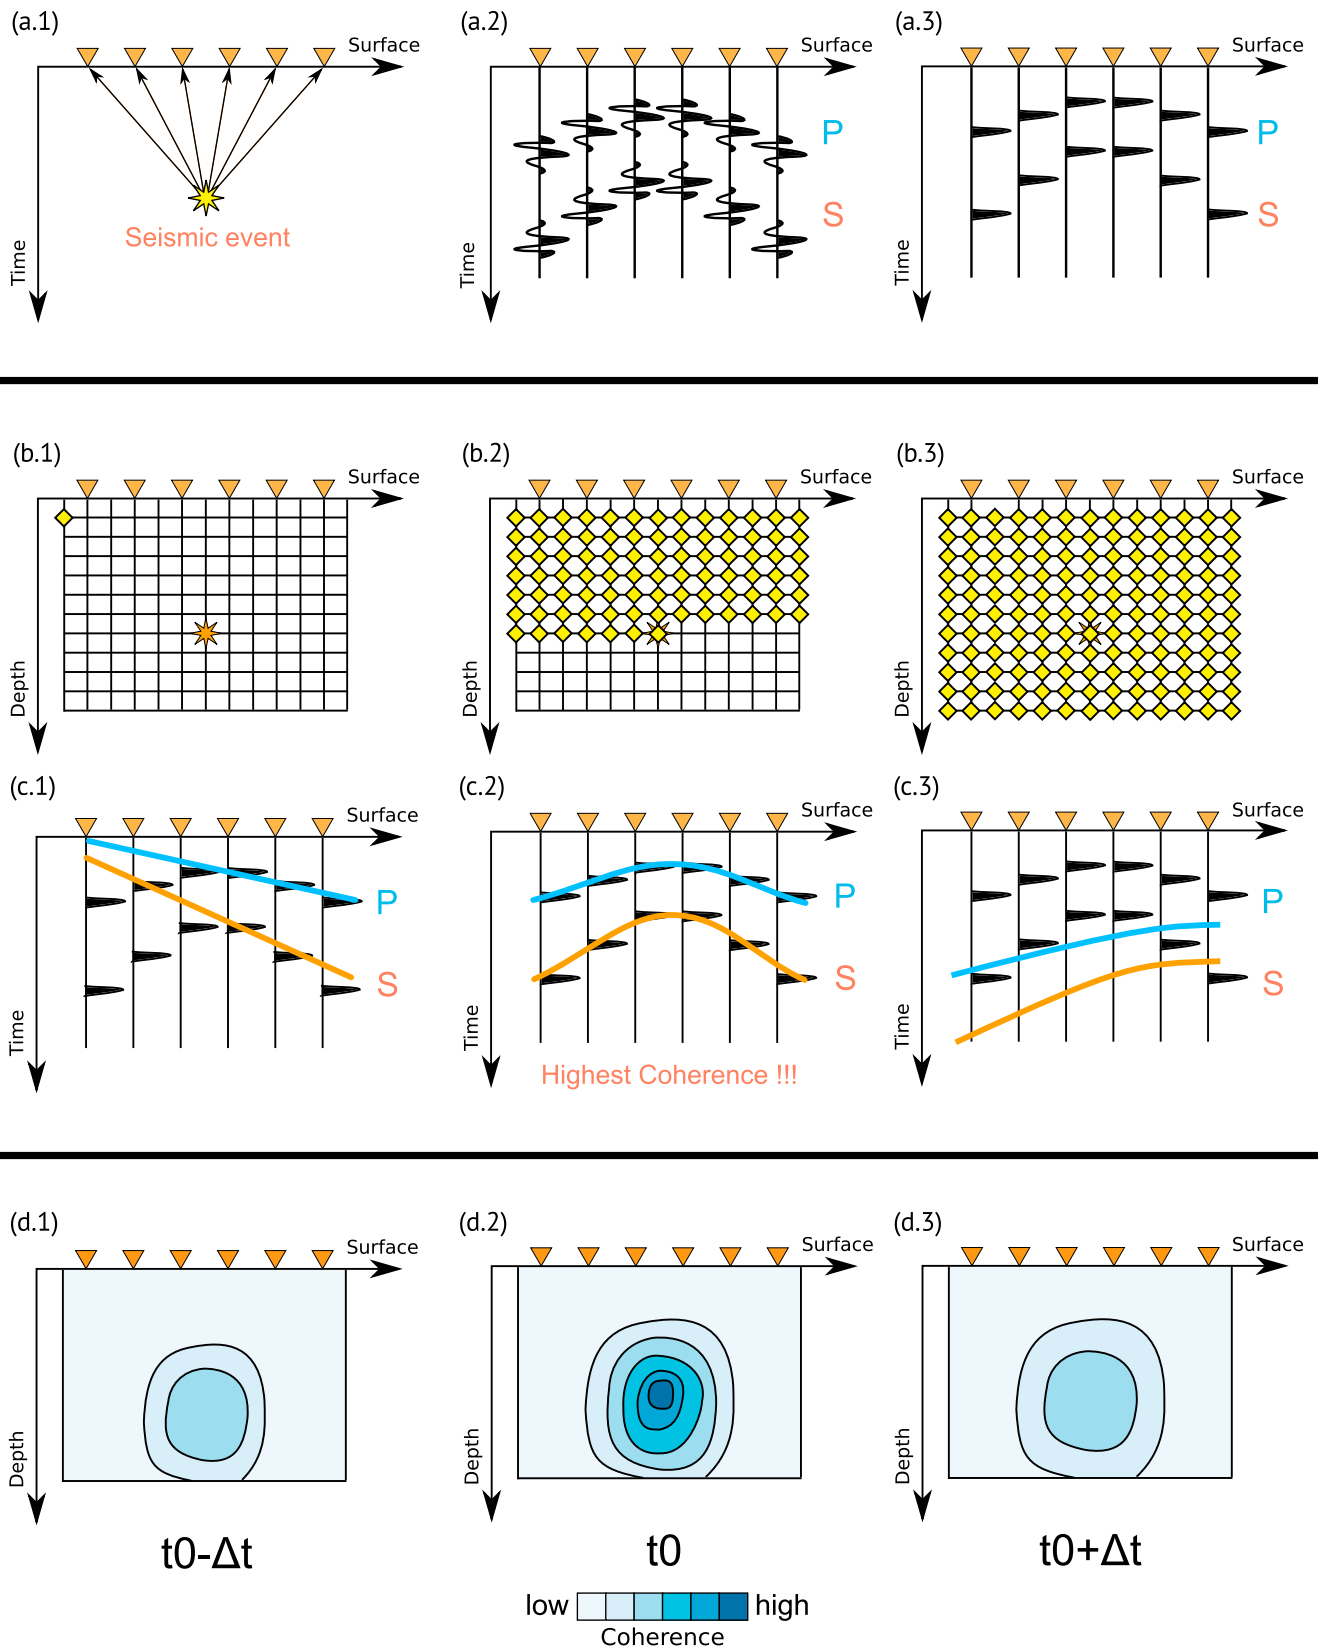 (a.1)
Surface
Time
Seismic event
(a.2)
Surface
Time
P
S
(a.3)
Surface
Time
P
S
(b.1)
Surface
Depth
(b.2)
Surface
Depth
(b.3)
Surface
Depth
(c.1)
Surface
Time
P
S
(c.2)
Surface
Time
P
S
Highest Coherence !!!
(c.3)
Surface
Time
P
S
(d.1)
Surface
Depth
t0-Δt
(d.2)
Surface
Depth
t0
(d.3)
Surface
Depth
t0+Δt
low
high
Coherence